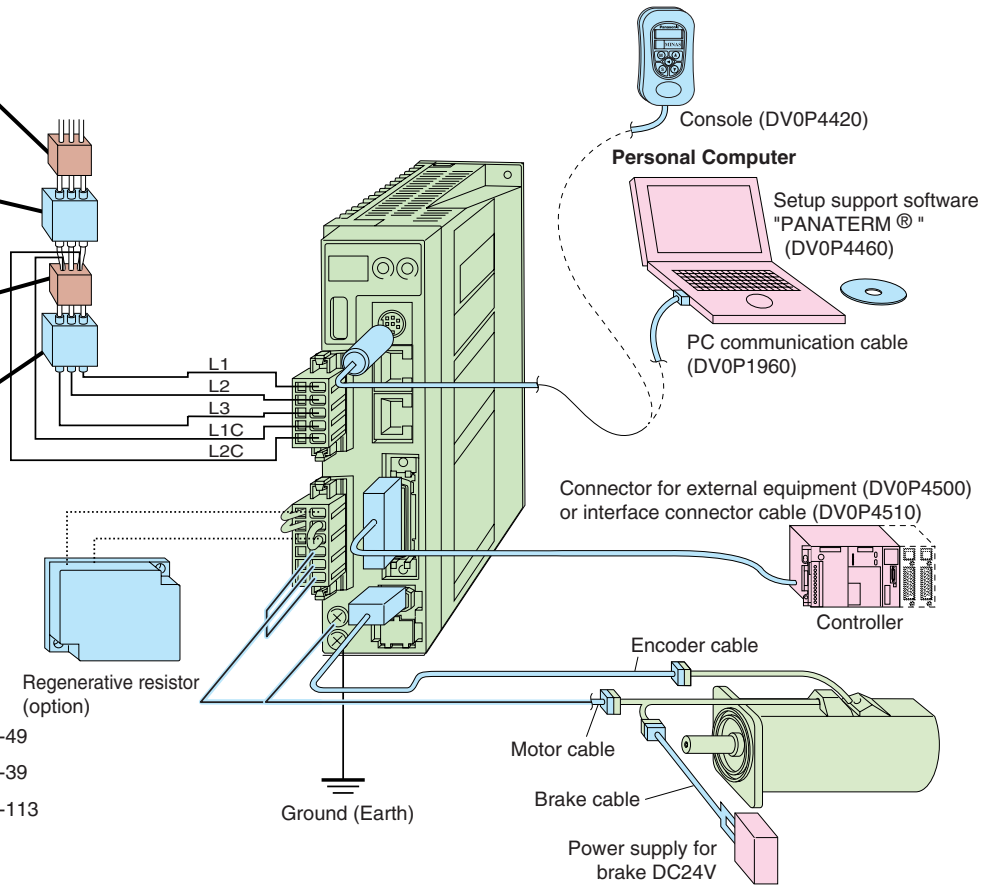 Panasonic
MINAS
Console (DV0P4420)
Personal Computer
Setup support software
"PANATERM ® "
(DV0P4460)
PC communication cable
(DV0P1960)
L1
L2
L3
L1C
L2C
Connector for external equipment (DV0P4500)
or interface connector cable (DV0P4510)
Controller
Regenerative resistor
(option)
-49
-39
-113
Encoder cable
Motor cable
Ground (Earth)
Brake cable
Power supply for
brake DC24V